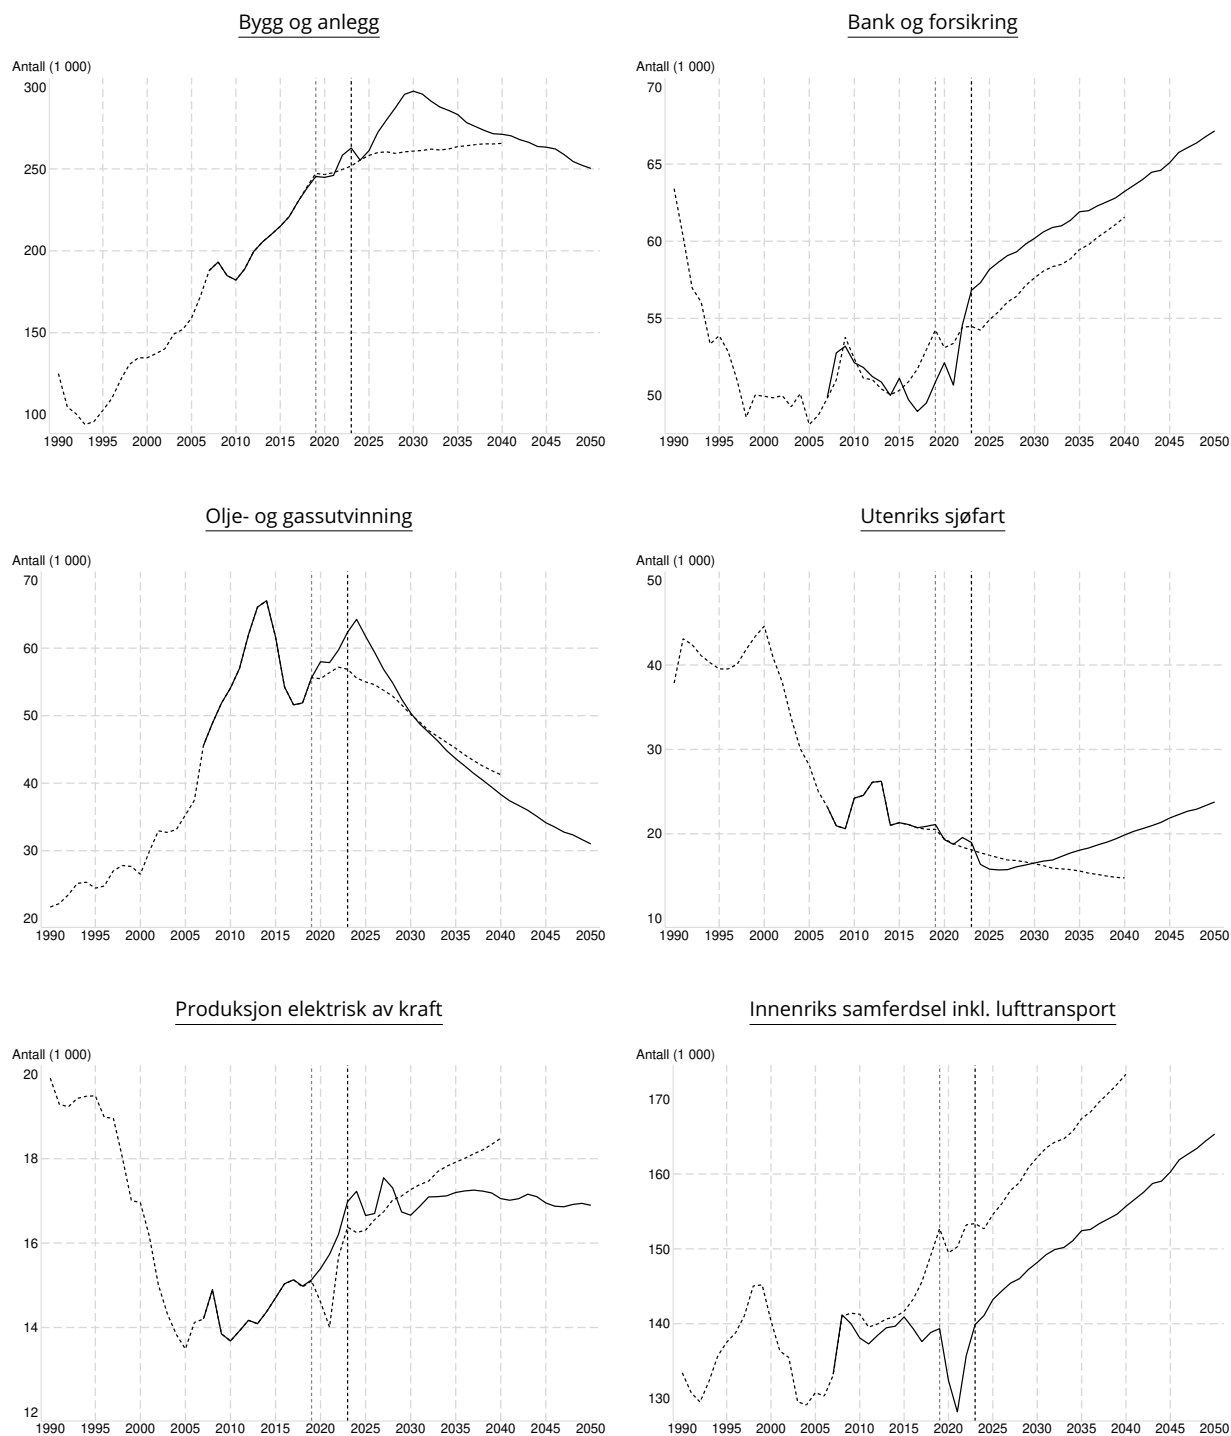 Bygg og anlegg
Antall (1 000)
300
250
200
150
100
1990 1995 2000 2005 2010 2015 2020 2025 2030 2035 2040 2045 2050
Bank og forsikring
Antall (1 000)
70
65
60
55
50
1990 1995 2000 2005 2010 2015 2020 2025 2030 2035 2040 2045 2050
Olje- og gassutvinning
Antall (1 000)
70
60
50
40
30
20
1990 1995 2000 2005 2010 2015 2020 2025 2030 2035 2040 2045 2050
Utenriks sjøfart
Antall (1 000)
50
40
30
20
10
1990 1995 2000 2005 2010 2015 2020 2025 2030 2035 2040 2045 2050
Produksjon elektrisk av kraft
Antall (1 000)
20
18
16
14
12
1990 1995 2000 2005 2010 2015 2020 2025 2030 2035 2040 2045 2050
Innenriks samferdsel inkl. lufttransport
Antall (1 000)
170
160
150
140
130
1990 1995 2000 2005 2010 2015 2020 2025 2030 2035 2040 2045 2050